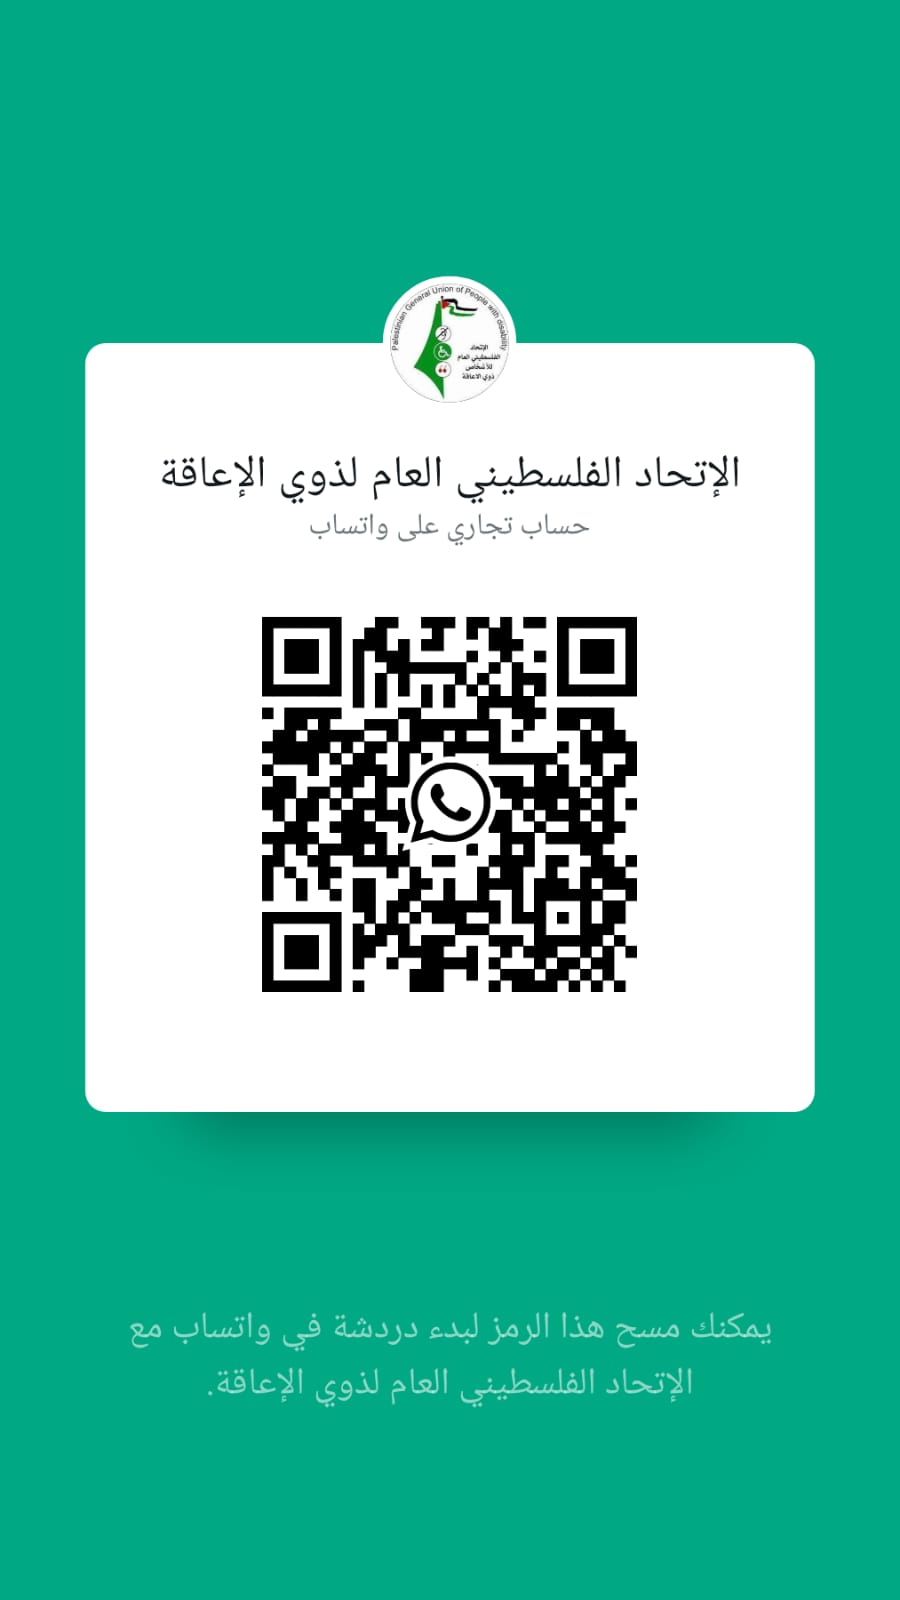 Palestinian General Union of People with disability
الإتحاد
الفلسطيني العام
للأشخاص
ذوي الاعاقة
الإتحاد الفلسطيني العام لذوي الإعاقة
حساب تجاري على واتساب
يمكنك مسح هذا الرمز لبدء دردشة في واتساب مع
الإتحاد الفلسطيني العام لذوي الإعاقة.